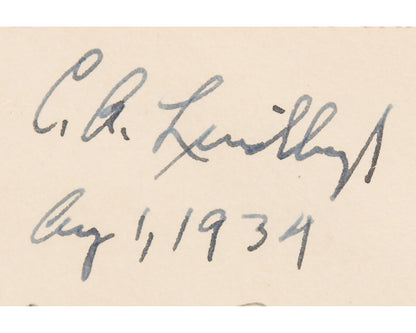 C. A. Lindbergh
Aug 1, 1934